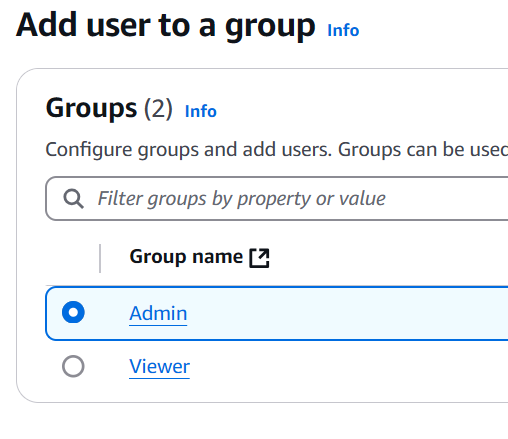 Add user to a group Info
Groups (2) Info
Configure groups and add users. Groups can be used
Filter groups by property or value
Group name
Admin
Viewer